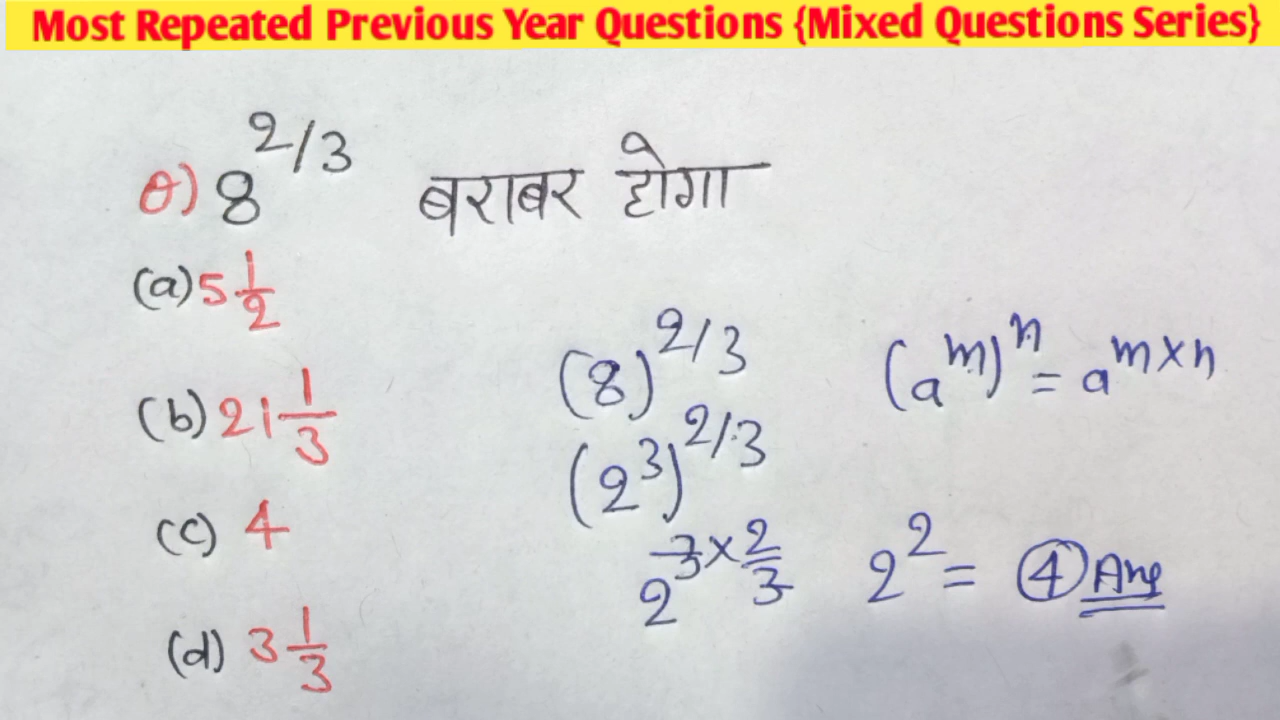 Most Repeated Previous Year Questions {Mixed Questions Series}
Q) 8^2/3 बराबर होगा
(a) 5 1/2
(b) 21 1/3
(c) 4
(d) 3 1/3
(8)^2/3
(a^m)^n = a^m×n
(2^3)^2/3
2^3×2/3
2^2 = 4 Ans